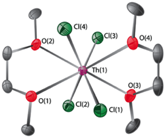 Cl(4)
O(2)
Cl(3)
O(4)
Th(1)
O(1)
Cl(2)
Cl(1)
O(3)